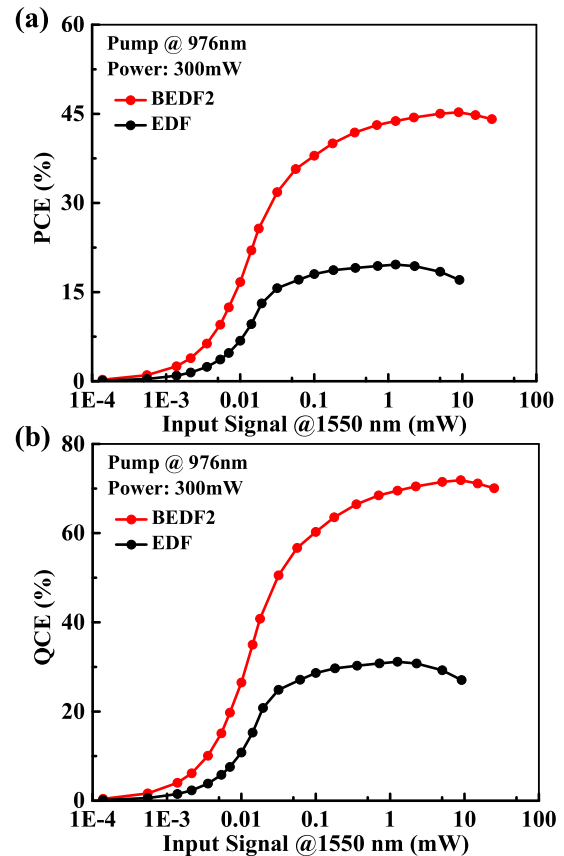 (a)
60
45
30
15
0
PCE (%)
Pump @ 976nm
Power: 300mW
BEDF2
EDF
1E-4 1E-3 0.01 0.1 1 10 100
Input Signal @1550 nm (mW)
(b)
80
60
40
20
0
QCE (%)
Pump @ 976nm
Power: 300mW
BEDF2
EDF
1E-4 1E-3 0.01 0.1 1 10 100
Input Signal @1550 nm (mW)